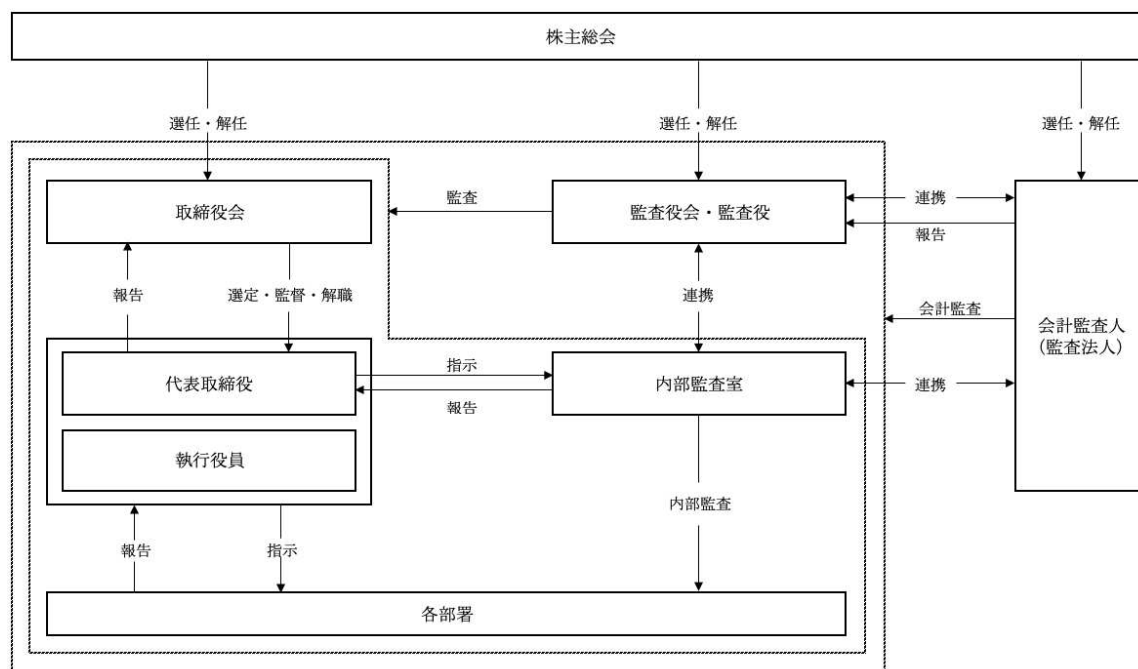 株主総会
選任・解任
選任・解任
選任・解任
取締役会
監査
監査役会・監査役
連携
報告
報告
選定・監督・解職
連携
会計監査
会計監査人
(監査法人)
代表取締役
指示
報告
内部監査室
連携
執行役員
内部監査
報告
指示
各部署